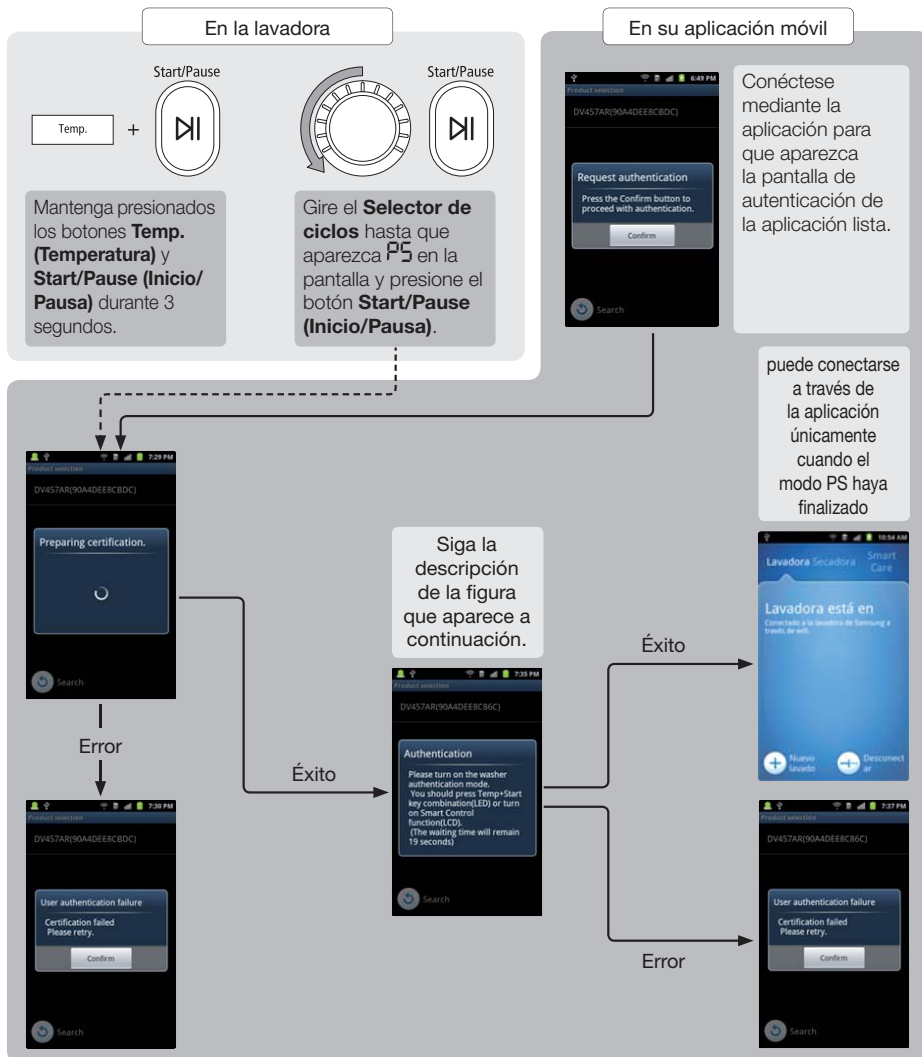 En la lavadora
Start/Pause
Temp.
+
Mantenga presionados
los botones Temp.
(Temperatura) y
Start/Pause (Inicio/
Pausa) durante 3
segundos.
Start/Pause
Gire el Selector de
ciclos hasta que
aparezca PS en la
pantalla y presione el
botón Start/Pause
(Inicio/Pausa).
En su aplicación móvil
6:49 PM
Product selection
DV457AR(90A4DEE8CBDC)
Request authentication
Press the Confirm button to
proceed with authentication.
Confirm
Search
Conéctese
mediante la
aplicación para
que aparezca
la pantalla de
autenticación de
la aplicación lista.
7:29 PM
Product selection
DV457AR(90A4DEE8CBDC)
Preparing certification.
Search
Error
7:30 PM
Product selection
DV457AR(90A4DEE8CBDC)
User authentication failure
Certification failed
Please retry.
Confirm
Search
Éxito
Siga la
descripción
de la figura
que aparece a
continuación.
7:35 PM
Product selection
DV457AR(90A4DEE8C86C)
Authentication
Please turn on the washer
authentication mode.
You should press Temp+Start
key combination(LED) or turn
on Smart Control
function(LCD).
(The waiting time will remain
19 seconds)
Search
Éxito
puede conectarse
a través de
la aplicación
únicamente
cuando el
modo PS haya
finalizado
10:54 AM
Lavadora Secadora Smart
Care
Lavadora está en
Conectado a la lavadora de Samsung a
través de wifi.
Nuevo
lavado
Desconect
ar
Error
7:37 PM
Product selection
DV457AR(90A4DEE8C86C)
User authentication failure
Certification failed
Please retry.
Confirm
Search